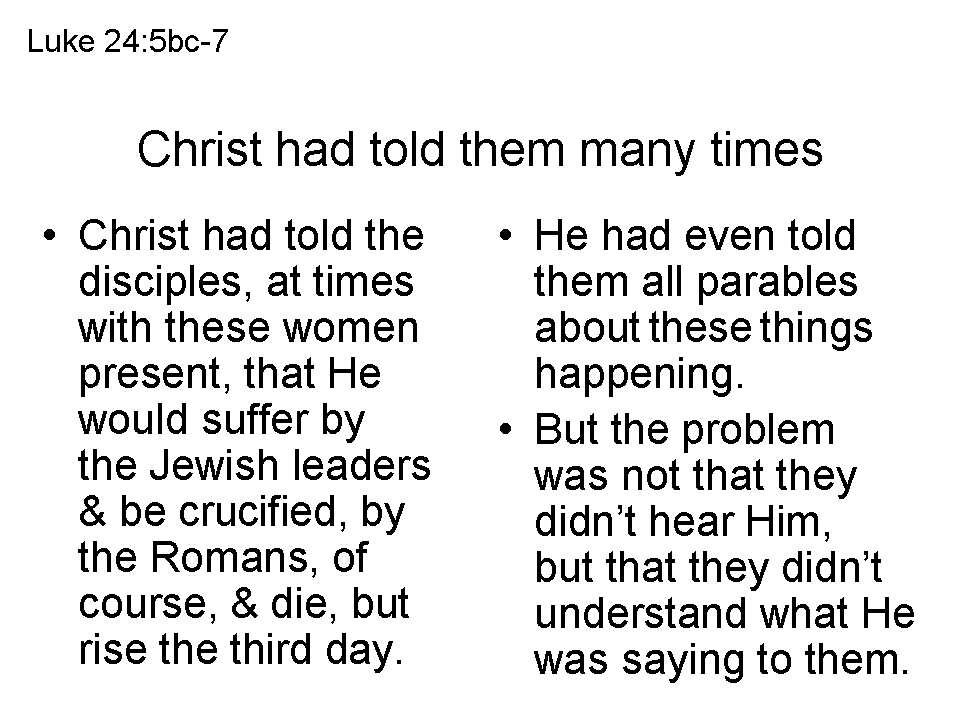 Luke 24:5bc-7
Christ had told them many times
• Christ had told the
disciples, at times
with these women
present, that He
would suffer by
the Jewish leaders
& be crucified, by
the Romans, of
course, & die, but
rise the third day.
• He had even told
them all parables
about these things
happening.
• But the problem
was not that they
didn’t hear Him,
but that they didn’t
understand what He
was saying to them.